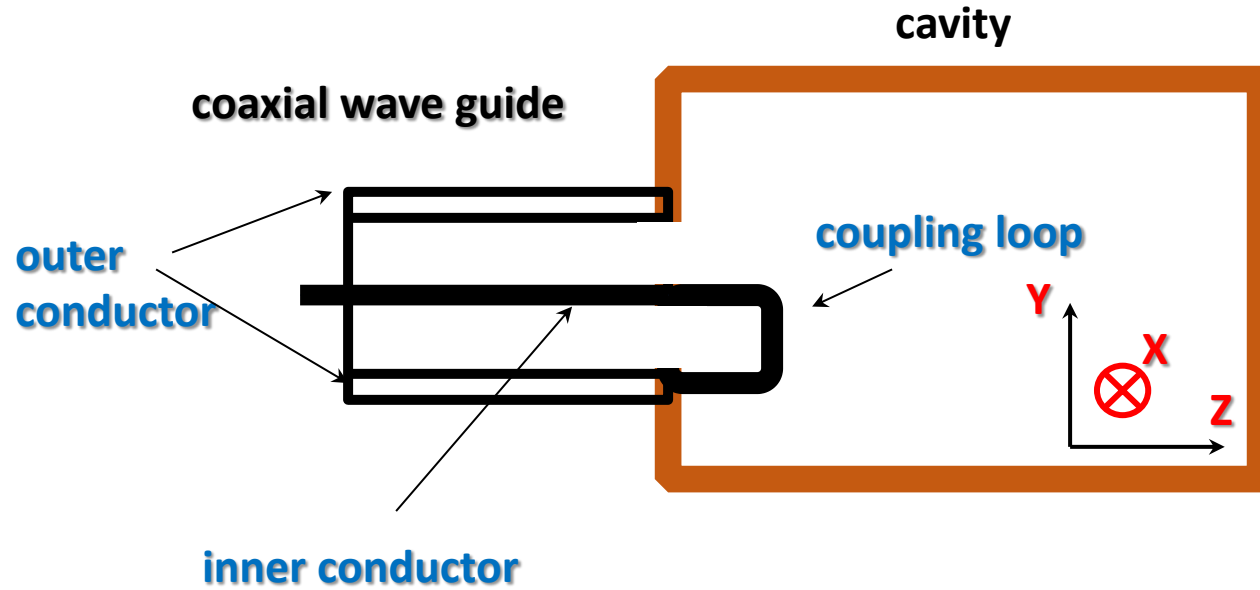 cavity
coaxial wave guide
outer
conductor
coupling loop
Y
X
Z
inner conductor